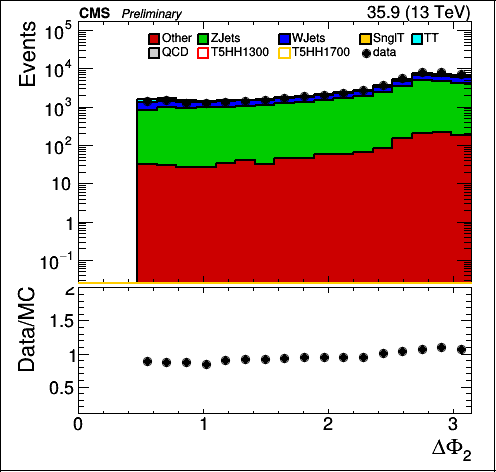 CMS Preliminary 35.9 (13 TeV)
Other ZJets WJets SnglT TT
QCD T5HH1300 T5HH1700 data
Events
10^5
10^4
10^3
10^2
10
1
10^-1
Data/MC
2
1.5
1
0.5
0 1 2 3
ΔΦ_2